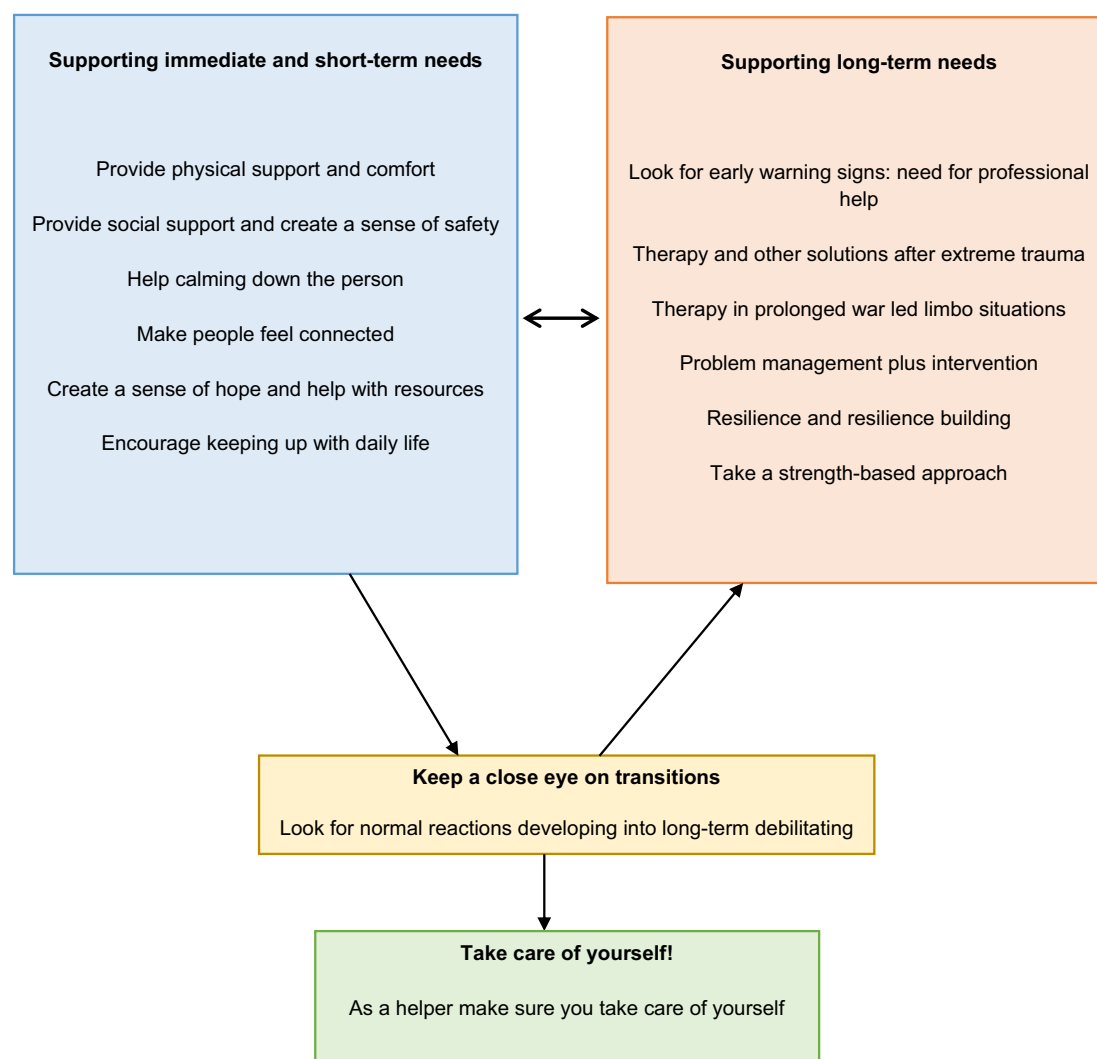 Supporting immediate and short-term needs
Provide physical support and comfort
Provide social support and create a sense of safety
Help calming down the person
Make people feel connected
Create a sense of hope and help with resources
Encourage keeping up with daily life
Supporting long-term needs
Look for early warning signs: need for professional
help
Therapy and other solutions after extreme trauma
Therapy in prolonged war led limbo situations
Problem management plus intervention
Resilience and resilience building
Take a strength-based approach
Keep a close eye on transitions
Look for normal reactions developing into long-term debilitating
Take care of yourself!
As a helper make sure you take care of yourself